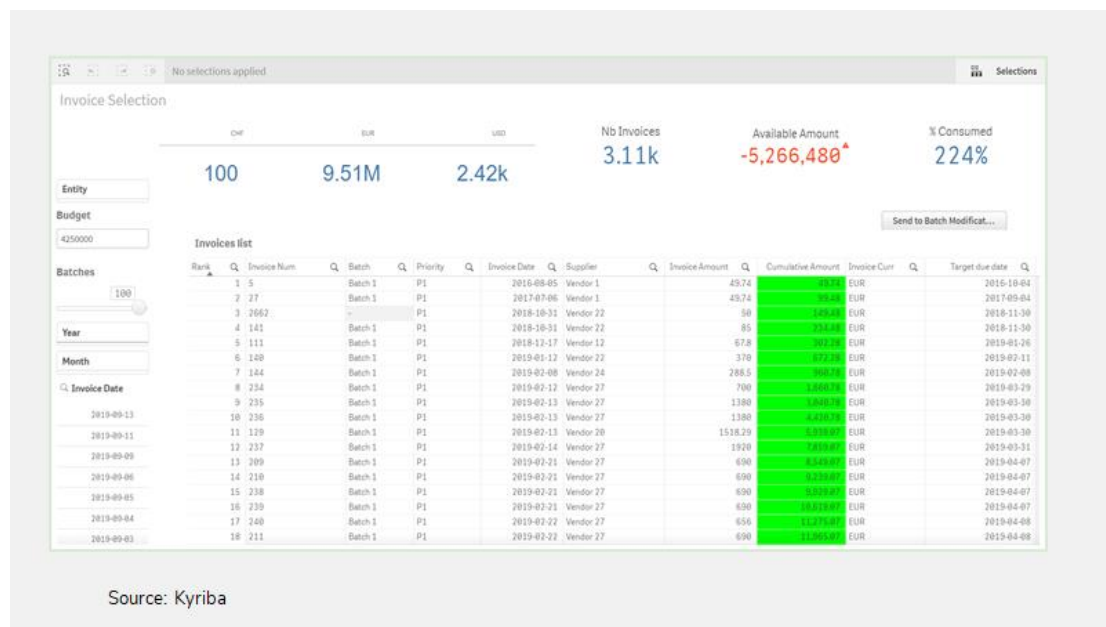 No selections applied
Selections
Invoice Selection
CHF EUR USD Nb Invoices Available Amount % Consumed
100 9.51M 2.42k 3.11k -5,266,480 224%
Entity
Budget
4250000
Batches
100
Year
Month
Invoice Date
2019-09-13
2019-09-11
2019-09-09
2019-09-06
2019-09-05
2019-09-04
2019-09-03
Send to Batch Modificat...
Invoices list
Rank Invoice Num Batch Priority Invoice Date Supplier Invoice Amount Cumulative Amount Invoice Curr Target due date
1 5 Batch 1 P1 2016-08-05 Vendor 1 49.74 49.74 EUR 2016-10-04
2 27 Batch 1 P1 2017-07-06 Vendor 1 49.74 99.48 EUR 2017-09-04
3 2662 - P1 2018-10-31 Vendor 22 50 149.48 EUR 2018-11-30
4 141 Batch 1 P1 2018-10-31 Vendor 22 85 234.48 EUR 2018-11-30
5 111 Batch 1 P1 2018-12-17 Vendor 12 67.8 302.28 EUR 2019-01-26
6 140 Batch 1 P1 2019-01-12 Vendor 22 370 672.28 EUR 2019-02-11
7 144 Batch 1 P1 2019-02-08 Vendor 24 288.5 960.78 EUR 2019-02-08
8 234 Batch 1 P1 2019-02-12 Vendor 27 700 1,660.78 EUR 2019-03-29
9 235 Batch 1 P1 2019-02-13 Vendor 27 1380 3,040.78 EUR 2019-03-30
10 236 Batch 1 P1 2019-02-13 Vendor 27 1380 4,420.78 EUR 2019-03-30
11 129 Batch 1 P1 2019-02-13 Vendor 20 1518.29 EUR 2019-03-30
12 237 Batch 1 P1 2019-02-14 Vendor 27 1920 EUR 2019-03-31
13 209 Batch 1 P1 2019-02-21 Vendor 27 690 8,549.07 EUR 2019-04-07
14 210 Batch 1 P1 2019-02-21 Vendor 27 690 9,239.07 EUR 2019-04-07
15 238 Batch 1 P1 2019-02-21 Vendor 27 690 9,929.07 EUR 2019-04-07
16 239 Batch 1 P1 2019-02-21 Vendor 27 690 10,619.07 EUR 2019-04-07
17 240 Batch 1 P1 2019-02-22 Vendor 27 656 11,275.07 EUR 2019-04-08
18 211 Batch 1 P1 2019-02-22 Vendor 27 690 11,965.07 EUR 2019-04-08
Source: Kyriba